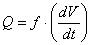 Q = f · (dV/dt)